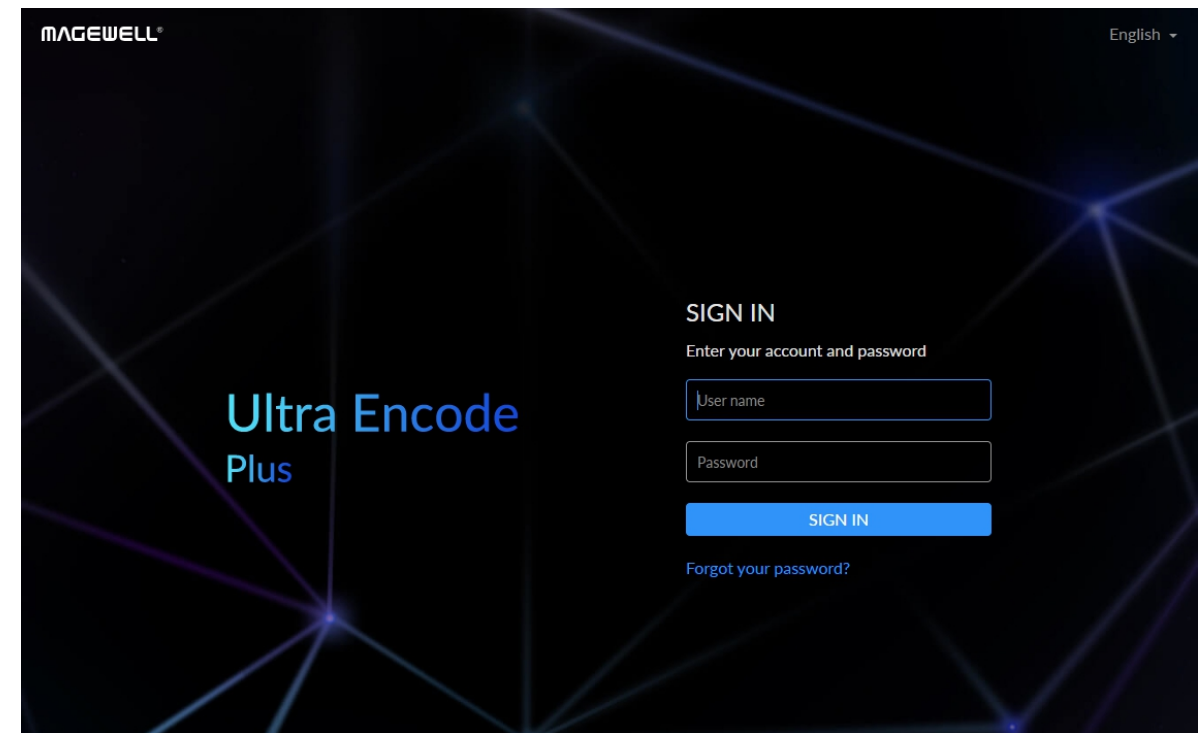 MAGEWELL®
English
SIGN IN
Enter your account and password
User name
Ultra Encode
Password
Plus
SIGN IN
Forgot your password?